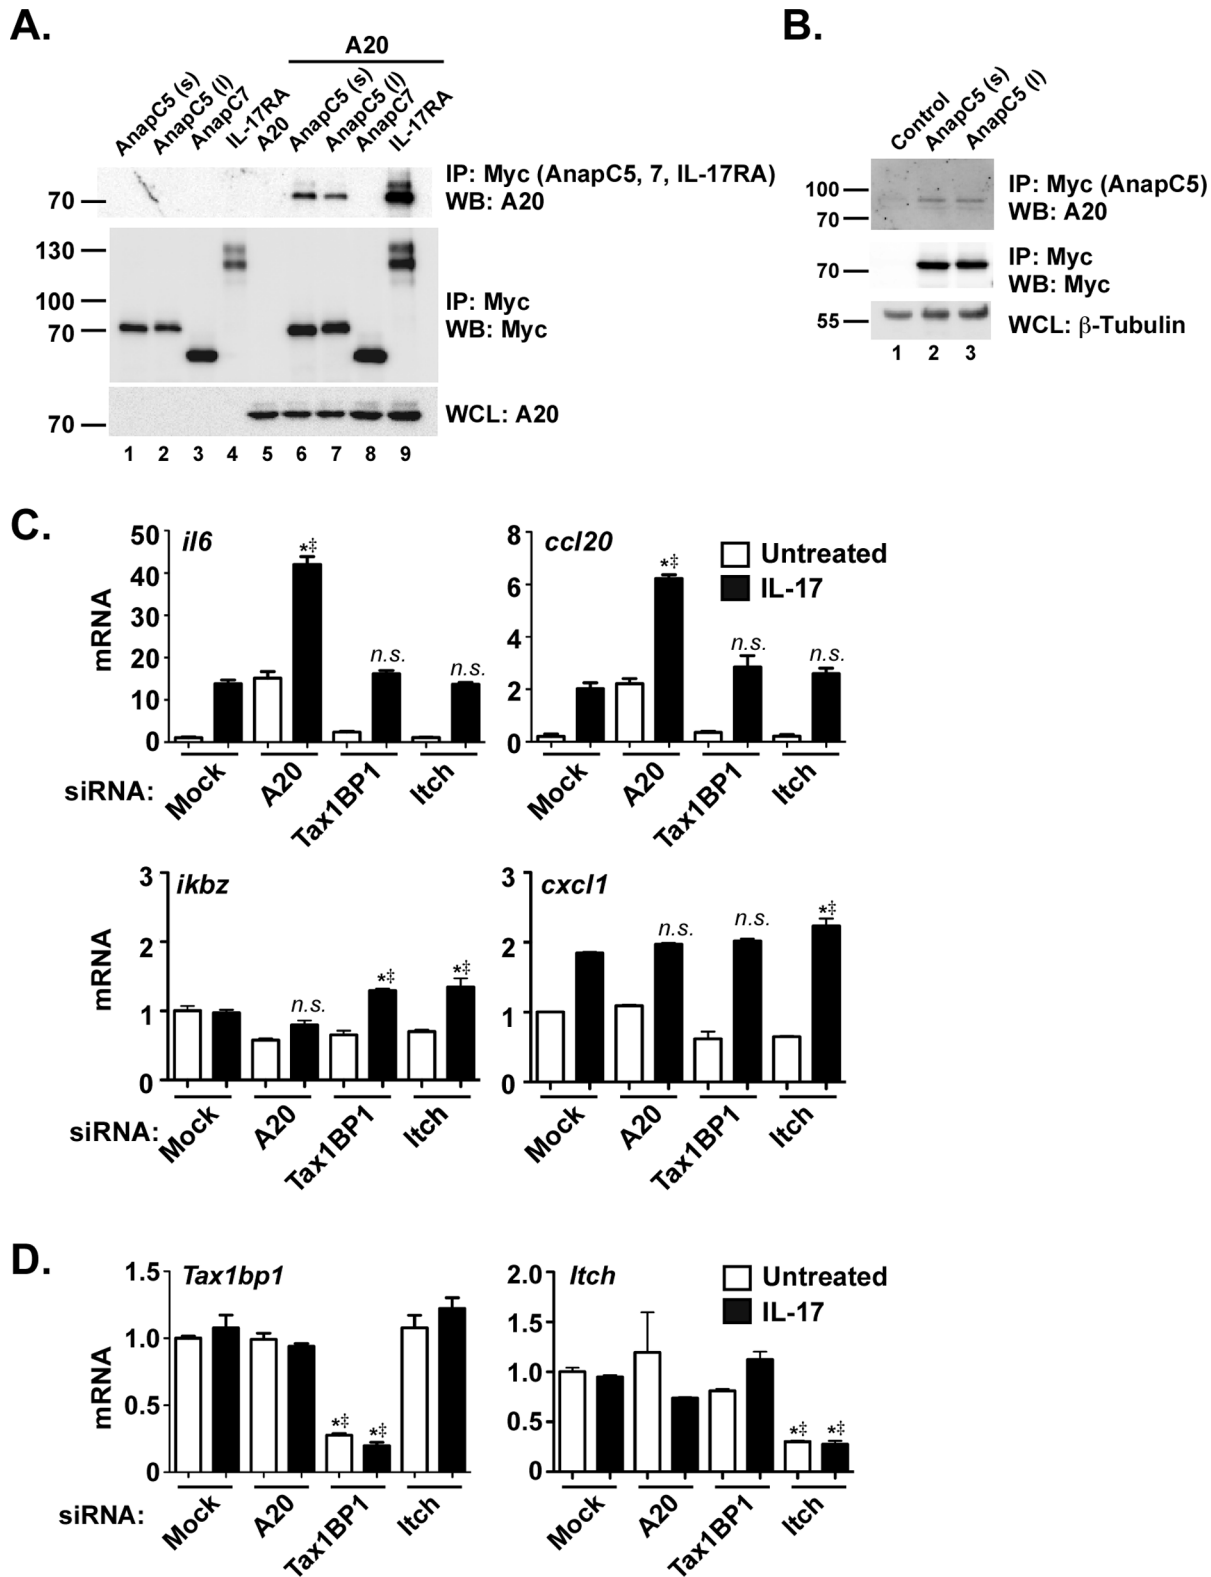 A.
A20
AnapC5 (s)
AnapC5 (l)
AnapC7
IL-17RA
A20
AnapC5 (s)
AnapC5 (l)
AnapC7
IL-17RA
70
IP: Myc (AnapC5, 7, IL-17RA)
WB: A20
130
100
70
IP: Myc
WB: Myc
70
WCL: A20
1 2 3 4 5 6 7 8 9
B.
Control
AnapC5 (s)
AnapC5 (l)
100
70
IP: Myc (AnapC5)
WB: A20
70
IP: Myc
WB: Myc
55
WCL: β-Tubulin
1 2 3
C.
il6
mRNA
50
40
30
20
10
0
*‡
n.s.
n.s.
siRNA:
Mock
A20
Tax1BP1
Itch
ccl20
8
6
4
2
0
*‡
n.s.
n.s.
Mock
A20
Tax1BP1
Itch
Untreated
IL-17
ikbz
mRNA
3
2
1
0
n.s.
*‡
*‡
siRNA:
Mock
A20
Tax1BP1
Itch
cxcl1
3
2
1
0
n.s.
n.s.
*‡
Mock
A20
Tax1BP1
Itch
D.
Tax1bp1
mRNA
1.5
1.0
0.5
0
*‡
*‡
siRNA:
Mock
A20
Tax1BP1
Itch
Itch
2.0
1.5
1.0
0.5
0
*‡
*‡
Mock
A20
Tax1BP1
Itch
Untreated
IL-17